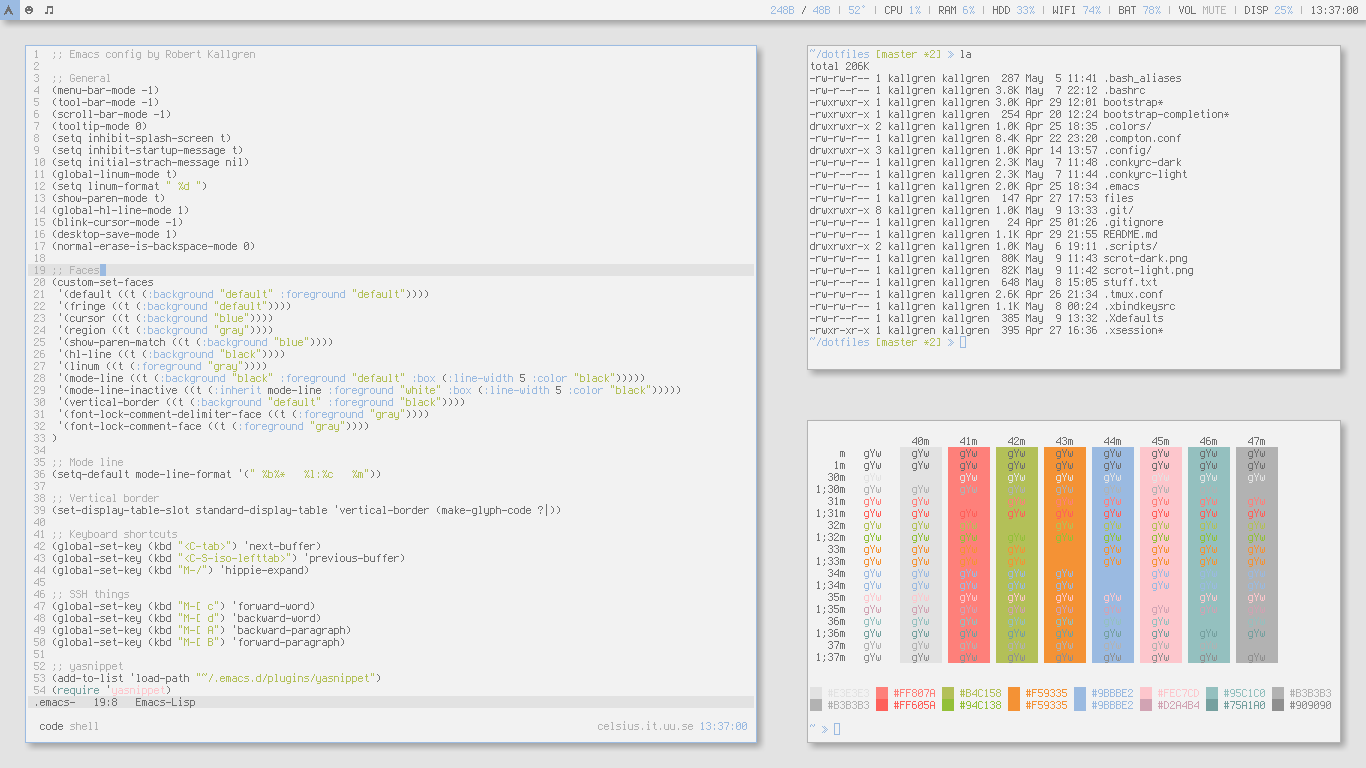 248B / 48B | 52° | CPU 1% | RAM 6% | HDD 33% | WIFI 74% | BAT 78% | VOL MUTE | DISP 25% | 13:37:00
1 ;; Emacs config by Robert Kallgren
2
3 ;; General
4 (menu-bar-mode -1)
5 (tool-bar-mode -1)
6 (scroll-bar-mode -1)
7 (tooltip-mode 0)
8 (setq inhibit-splash-screen t)
9 (setq inhibit-startup-message t)
10 (setq initial-strach-message nil)
11 (global-linum-mode t)
12 (setq linum-format " %d ")
13 (show-paren-mode t)
14 (global-hl-line-mode 1)
15 (blink-cursor-mode -1)
16 (desktop-save-mode 1)
17 (normal-erase-is-backspace-mode 0)
18
19 ;; Faces
20 (custom-set-faces
21 '(default ((t (:background "default" :foreground "default"))))
22 '(fringe ((t (:background "default"))))
23 '(cursor ((t (:background "blue"))))
24 '(region ((t (:background "gray"))))
25 '(show-paren-match ((t (:background "blue"))))
26 '(hl-line ((t (:background "black"))))
27 '(linum ((t (:foreground "gray"))))
28 '(mode-line ((t (:background "black" :foreground "default" :box (:line-width 5 :color "black")))))
29 '(mode-line-inactive ((t (:inherit mode-line :foreground "white" :box (:line-width 5 :color "black")))))
30 '(vertical-border ((t (:background "default" :foreground "black"))))
31 '(font-lock-comment-delimiter-face ((t (:foreground "gray"))))
32 '(font-lock-comment-face ((t (:foreground "gray"))))
33 )
34
35 ;; Mode line
36 (setq-default mode-line-format '(" %b%*   %l:%c   %m"))
37
38 ;; Vertical border
39 (set-display-table-slot standard-display-table 'vertical-border (make-glyph-code ?|))
40
41 ;; Keyboard shortcuts
42 (global-set-key (kbd "<C-tab>") 'next-buffer)
43 (global-set-key (kbd "<C-S-iso-lefttab>") 'previous-buffer)
44 (global-set-key (kbd "M-/") 'hippie-expand)
45
46 ;; SSH things
47 (global-set-key (kbd "M-[ c") 'forward-word)
48 (global-set-key (kbd "M-[ d") 'backward-word)
49 (global-set-key (kbd "M-[ A") 'backward-paragraph)
50 (global-set-key (kbd "M-[ B") 'forward-paragraph)
51
52 ;; yasnippet
53 (add-to-list 'load-path "~/.emacs.d/plugins/yasnippet")
54 (require 'yasnippet)
.emacs-   19:8   Emacs-Lisp
code shell celsius.it.uu.se 13:37:00
~/dotfiles [master *2] > la
total 206K
-rw-rw-r-- 1 kallgren kallgren  287 May  5 11:41 .bash_aliases
-rw-rw-r-- 1 kallgren kallgren 3.8K May  7 22:12 .bashrc
-rwxrwxr-x 1 kallgren kallgren 3.0K Apr 29 12:01 bootstrap*
-rwxrwxr-x 1 kallgren kallgren  254 Apr 20 12:24 bootstrap-completion*
drwxrwxr-x 2 kallgren kallgren 1.0K Apr 25 18:35 .colors/
-rw-rw-r-- 1 kallgren kallgren 8.4K Apr 22 23:20 .compton.conf
drwxrwxr-x 3 kallgren kallgren 1.0K Apr 14 13:57 .config/
-rw-rw-r-- 1 kallgren kallgren 2.3K May  7 11:48 .conkyrc-dark
-rw-rw-r-- 1 kallgren kallgren 2.3K May  7 11:44 .conkyrc-light
-rw-rw-r-- 1 kallgren kallgren 2.0K Apr 25 18:34 .emacs
-rw-rw-r-- 1 kallgren kallgren  147 Apr 27 17:53 files
drwxrwxr-x 8 kallgren kallgren 1.0K May  9 13:33 .git/
-rw-rw-r-- 1 kallgren kallgren   24 Apr 25 01:26 .gitignore
-rw-rw-r-- 1 kallgren kallgren 1.1K Apr 29 21:55 README.md
drwxrwxr-x 2 kallgren kallgren 1.0K May  6 19:11 .scripts/
-rw-rw-r-- 1 kallgren kallgren  80K May  9 11:43 scrot-dark.png
-rw-rw-r-- 1 kallgren kallgren  82K May  9 11:42 scrot-light.png
-rw-rw-r-- 1 kallgren kallgren  648 May  8 15:05 stuff.txt
-rw-rw-r-- 1 kallgren kallgren 2.6K Apr 26 21:34 .tmux.conf
-rw-rw-r-- 1 kallgren kallgren 1.1K May  8 00:24 .xbindkeysrc
-rw-rw-r-- 1 kallgren kallgren  385 May  9 13:32 .Xdefaults
-rwxr-xr-x 1 kallgren kallgren  395 Apr 27 16:36 .xsession*
~/dotfiles [master *2] >
40m 41m 42m 43m 44m 45m 46m 47m
m gYw gYw gYw gYw gYw gYw gYw gYw gYw
1m gYw gYw gYw gYw gYw gYw gYw gYw gYw
30m gYw gYw gYw gYw gYw gYw gYw gYw gYw
1;30m gYw gYw gYw gYw gYw gYw gYw gYw gYw
31m gYw gYw gYw gYw gYw gYw gYw gYw gYw
1;31m gYw gYw gYw gYw gYw gYw gYw gYw gYw
32m gYw gYw gYw gYw gYw gYw gYw gYw
1;32m gYw gYw gYw gYw gYw gYw gYw gYw gYw
33m gYw gYw gYw gYw gYw gYw gYw gYw
1;33m gYw gYw gYw gYw gYw gYw gYw gYw
34m gYw gYw gYw gYw gYw gYw gYw gYw
1;34m gYw gYw gYw gYw gYw gYw gYw gYw
35m gYw gYw gYw gYw gYw gYw gYw gYw
1;35m gYw gYw gYw gYw gYw gYw gYw gYw gYw
36m gYw gYw gYw gYw gYw gYw gYw gYw
1;36m gYw gYw gYw gYw gYw gYw gYw gYw gYw
37m gYw gYw gYw gYw gYw gYw gYw gYw
1;37m gYw gYw gYw gYw gYw gYw gYw gYw gYw
#E3E3E3 #FF807A #B4C158 #F59335 #9BBBE2 #FEC7CD #95C1C0 #B3B3B3
#B3B3B3 #FF605A #94C138 #F59335 #9BBBE2 #D2A4B4 #75A1A0 #909090
~ >